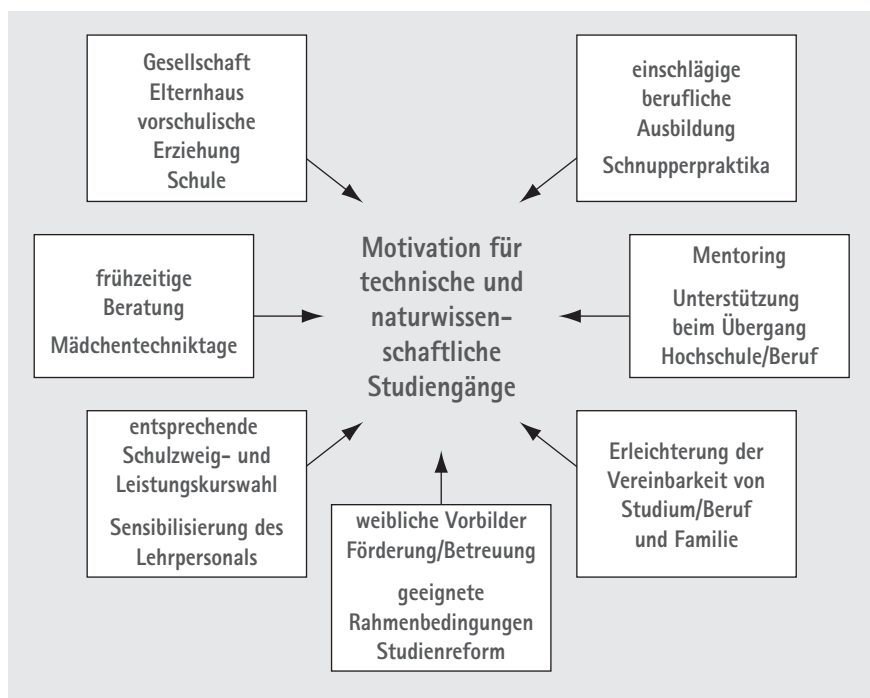 Gesellschaft
Elternhaus
vorschulische
Erziehung
Schule
einschlägige
berufliche
Ausbildung
Schnupperpraktika
frühzeitige
Beratung
Mädchentechniktage
Motivation für
technische und
naturwissen-
schaftliche
Studiengänge
Mentoring
Unterstützung
beim Übergang
Hochschule/Beruf
entsprechende
Schulzweig- und
Leistungskurswahl
Sensibilisierung des
Lehrpersonals
weibliche Vorbilder
Förderung/Betreuung
geeignete
Rahmenbedingungen
Studienreform
Erleichterung der
Vereinbarkeit von
Studium/Beruf
und Familie